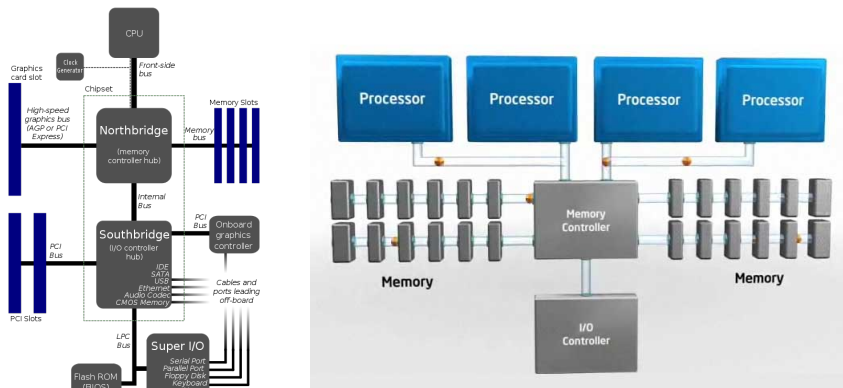 CPU
Clock
Generator
Front-side
bus
Graphics
card slot
Chipset
High-speed
graphics bus
(AGP or PCI
Express)
Northbridge
(memory
controller hub)
Memory
bus
Memory Slots
Internal
Bus
Southbridge
(I/O controller
hub)
PCI
Bus
PCI
Bus
Onboard
graphics
controller
IDE
SATA
USB
Ethernet
Audio Codec
CMOS Memory
Cables and
ports leading
off-board
PCI Slots
LPC
Bus
Super I/O
Serial Port
Parallel Port
Floppy Disk
Keyboard
Flash ROM
(BIOS)
Processor
Processor
Processor
Processor
Memory
Controller
Memory
Memory
I/O
Controller